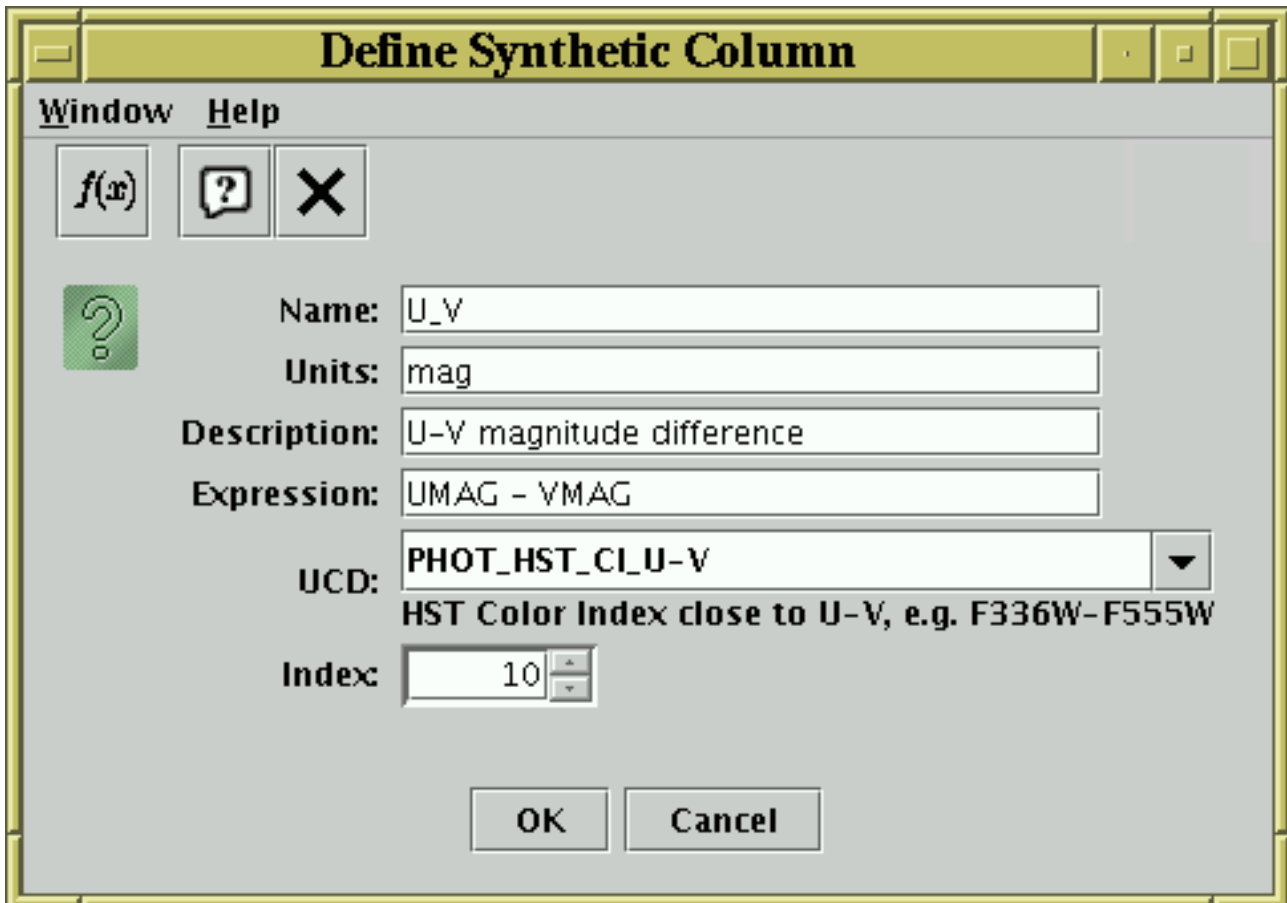 Define Synthetic Column
Window Help
f(x) ?
Name: U_V
Units: mag
Description: U-V magnitude difference
Expression: UMAG - VMAG
UCD: PHOT_HST_CI_U-V
HST Color Index close to U-V, e.g. F336W-F555W
Index: 10
OK Cancel